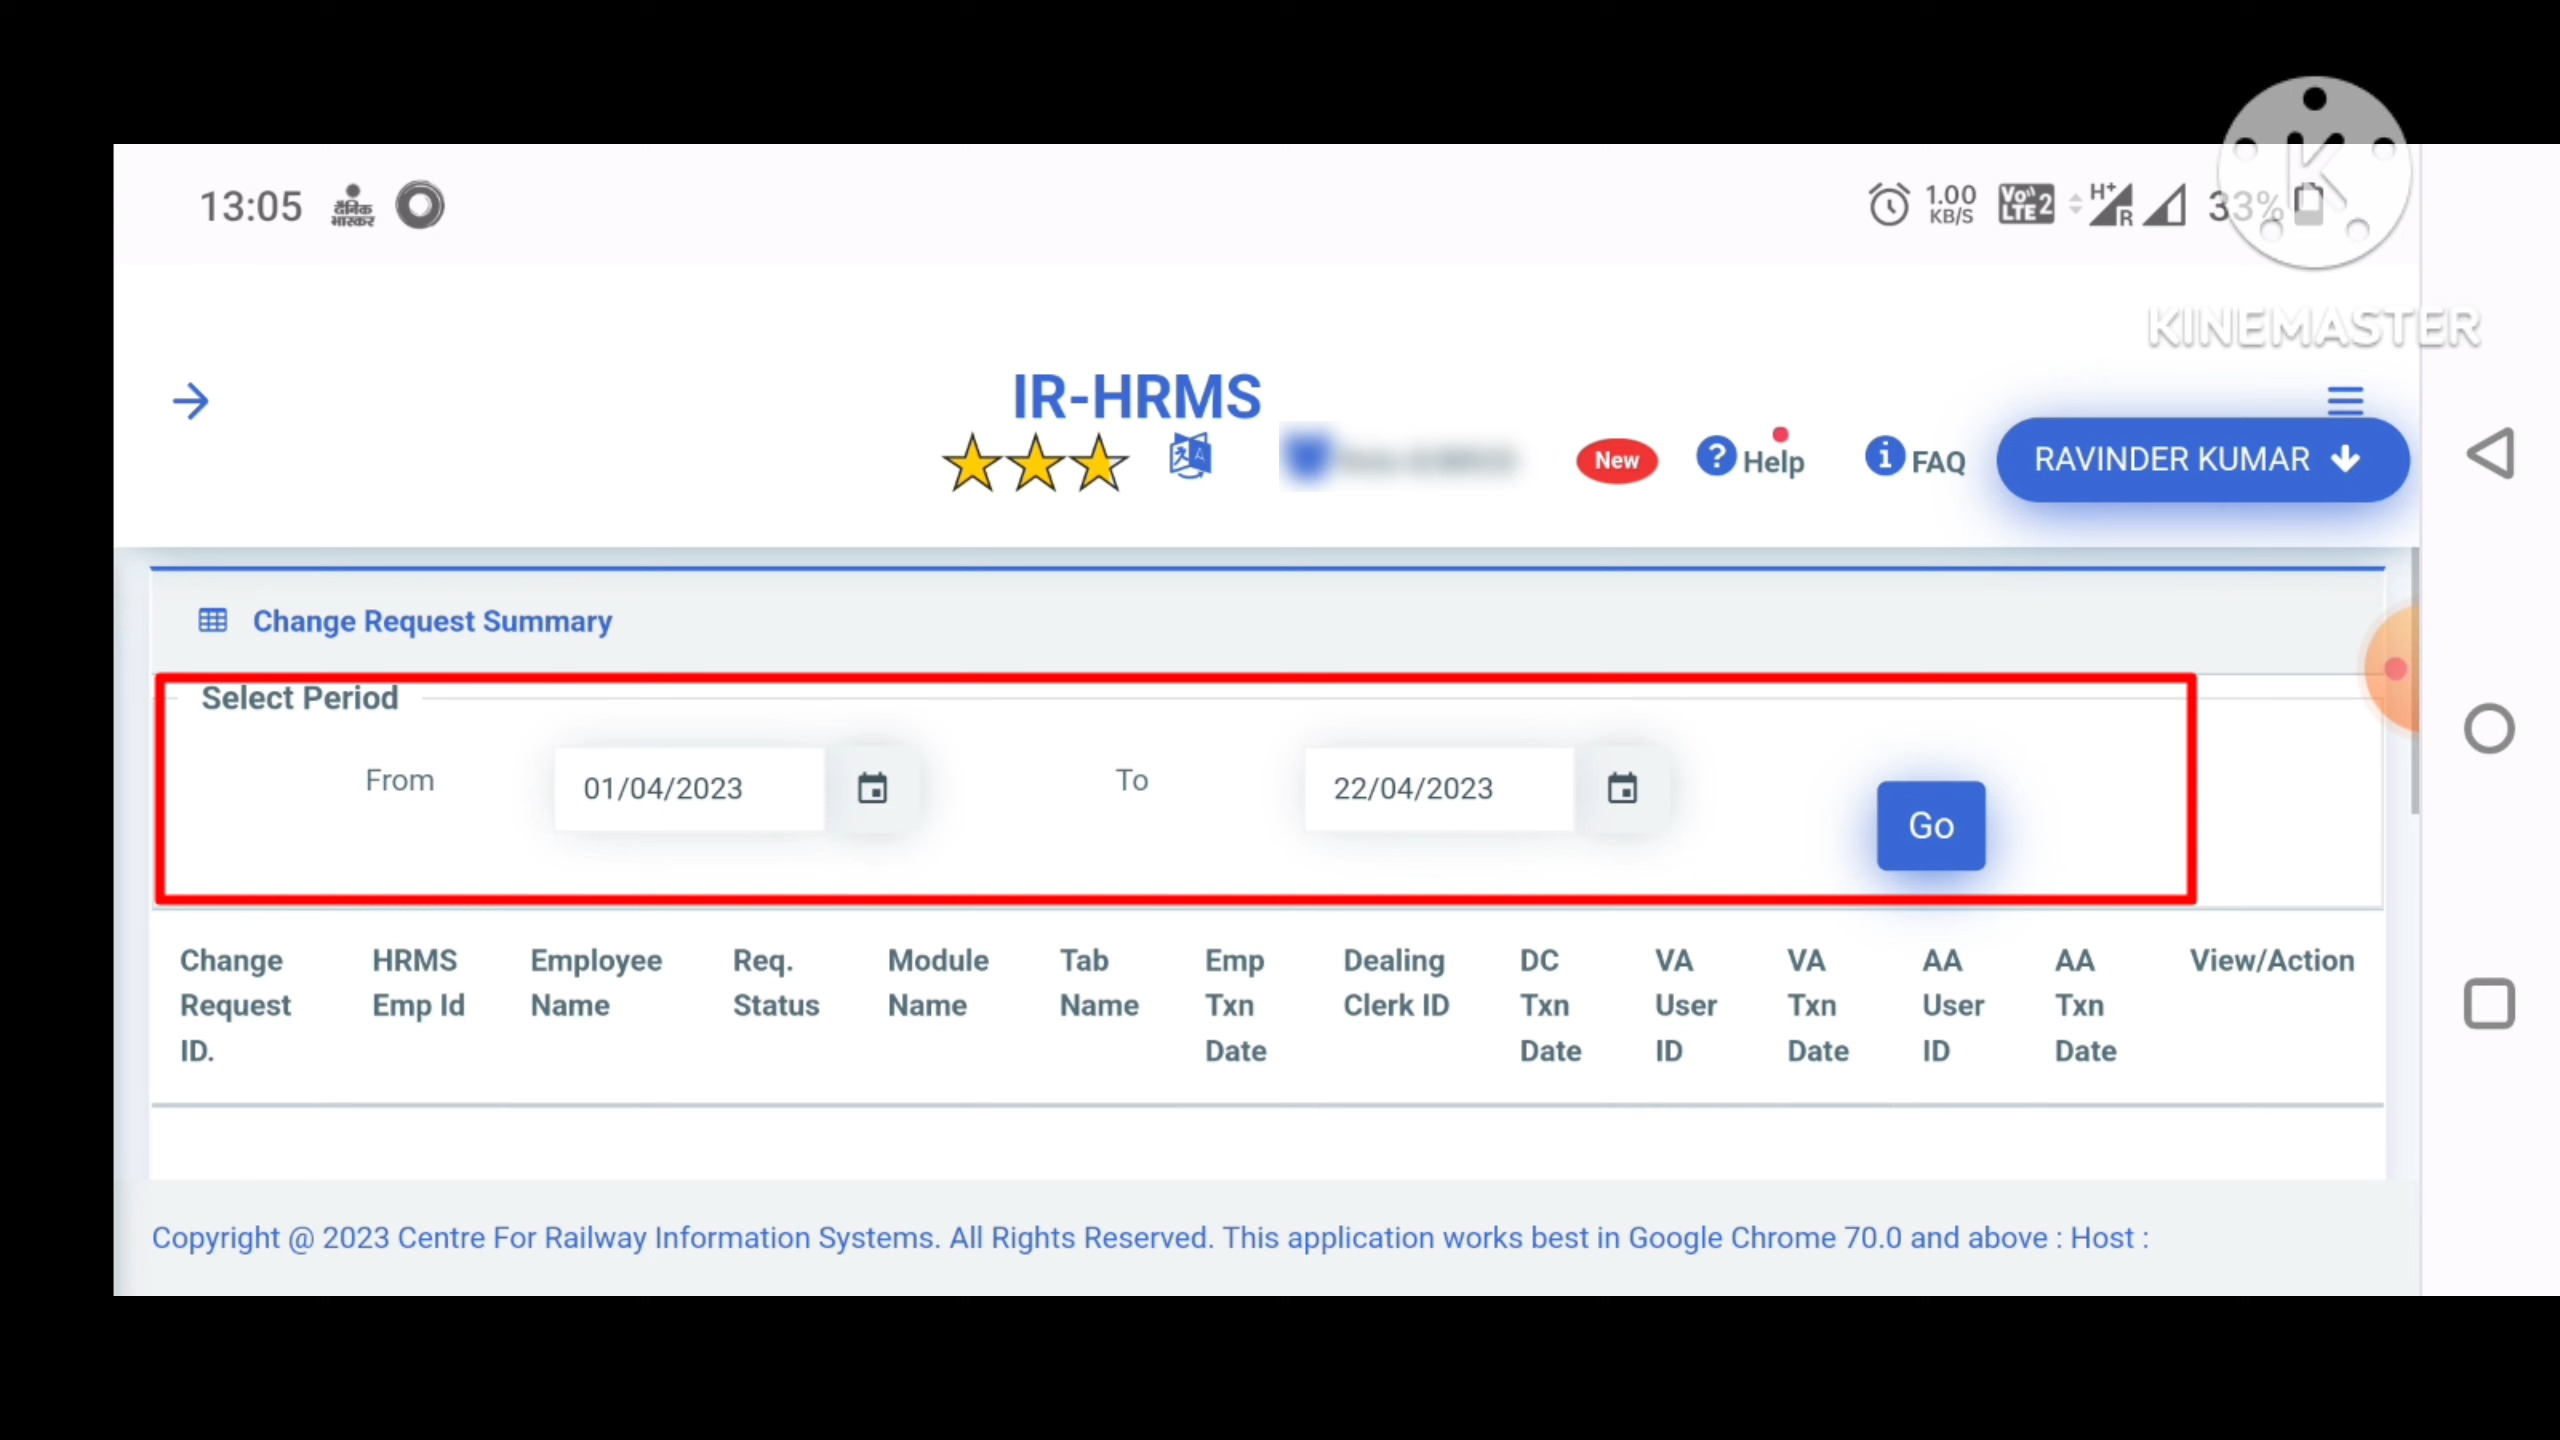 13:05 दैनिक भास्कर 1.00 KB/S VoLTE 2 H+ R 33%
KINEMASTER
IR-HRMS
New ? Help i FAQ RAVINDER KUMAR
Change Request Summary
Select Period
From 01/04/2023 To 22/04/2023
Go
Change HRMS Employee Req. Module Tab Emp Dealing DC VA VA AA AA View/Action
Request Emp Id Name Status Name Name Txn Clerk ID Txn User Txn User Txn
ID. Date Date ID Date ID Date
Copyright @ 2023 Centre For Railway Information Systems. All Rights Reserved. This application works best in Google Chrome 70.0 and above : Host :